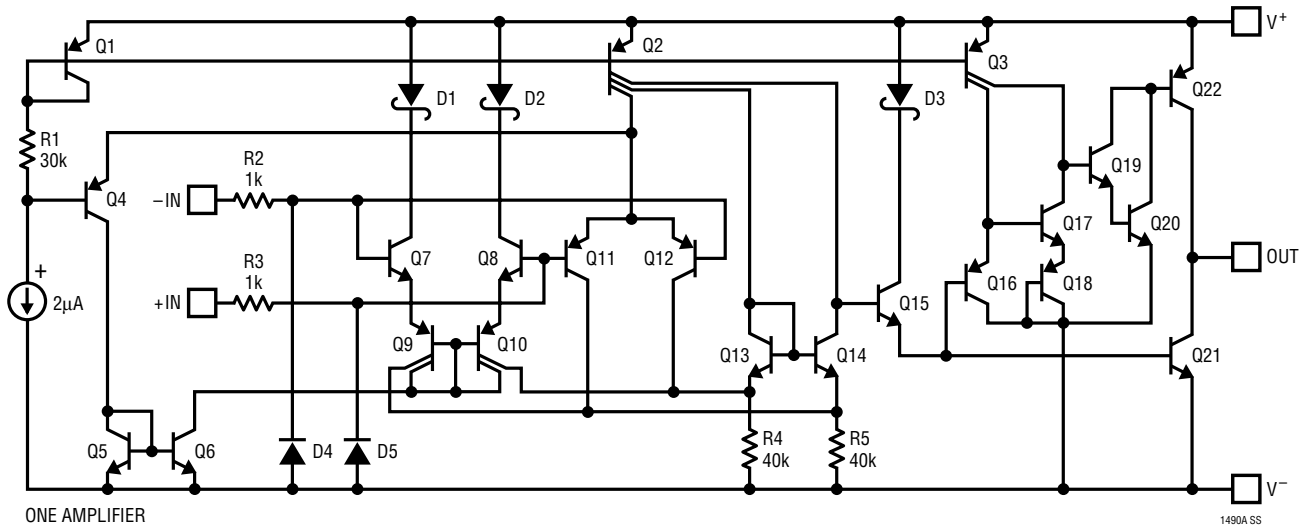 V+
Q1
Q2
Q3
D1
D2
D3
Q22
R1
30k
Q4
R2
1k
–IN
Q19
Q20
Q17
Q7
Q8
Q11
Q12
OUT
+
2µA
R3
1k
+IN
Q15
Q16
Q18
Q9
Q10
Q13
Q14
Q21
Q5
Q6
D4
D5
R4
40k
R5
40k
V–
ONE AMPLIFIER
1490A SS